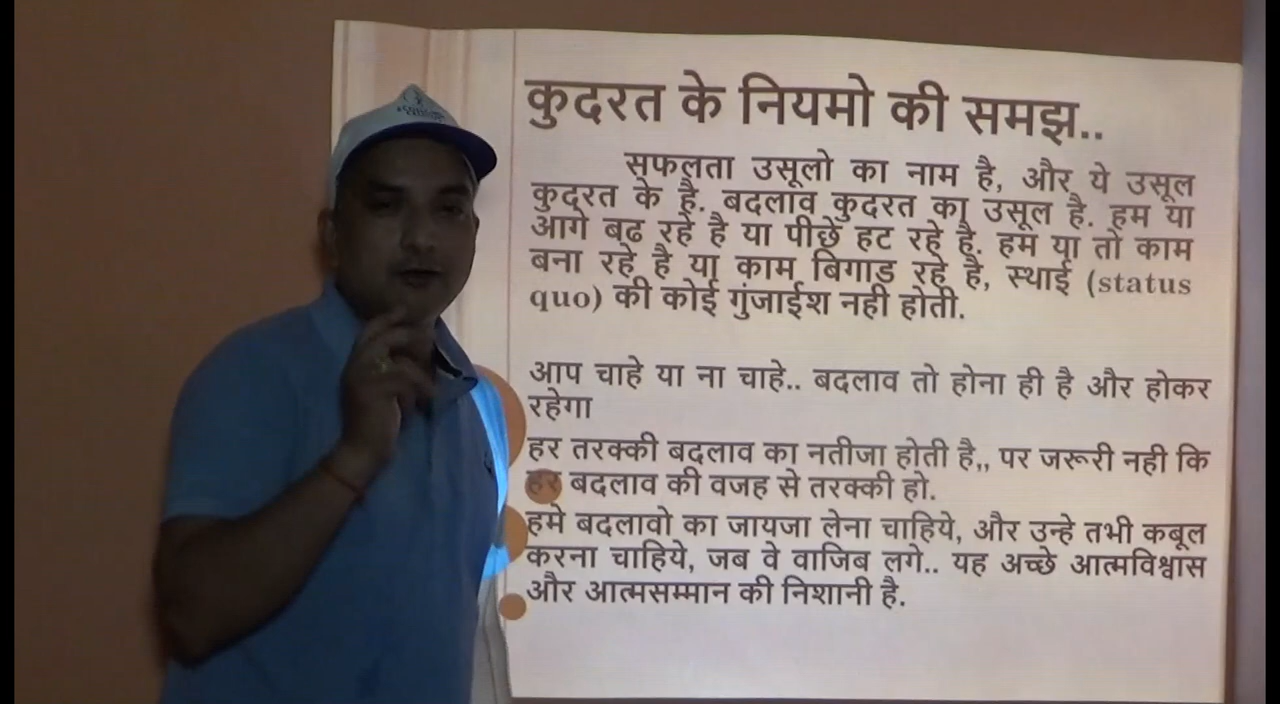 कुदरत के नियमो की समझ..
सफलता उसूलो का नाम है, और ये उसूल
कुदरत के है. बदलाव कुदरत का उसूल है. हम या
आगे बढ रहे है या पीछे हट रहे है. हम या तो काम
बना रहे है या काम बिगाड रहे है, स्थाई (status
quo) की कोई गुंजाईश नही होती.
आप चाहे या ना चाहे.. बदलाव तो होना ही है और होकर
रहेगा
हर तरक्की बदलाव का नतीजा होती है,, पर जरूरी नही कि
हर बदलाव की वजह से तरक्की हो.
हमे बदलावो का जायजा लेना चाहिये, और उन्हे तभी कबूल
करना चाहिये, जब वे वाजिब लगे.. यह अच्छे आत्मविश्वास
और आत्मसम्मान की निशानी है.